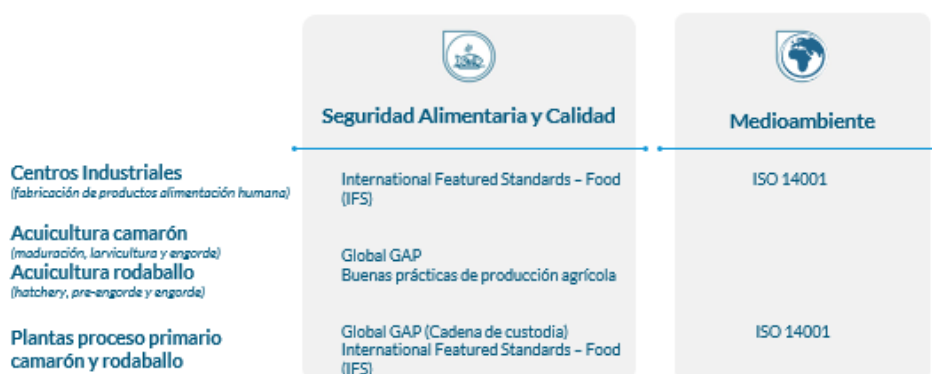 Seguridad Alimentaria y Calidad
Medioambiente
Centros Industriales
(fabricación de productos alimentación humana)
International Featured Standards – Food
(IFS)
ISO 14001
Acuicultura camarón
(maduración, larvicultura y engorde)
Acuicultura rodaballo
(hatchery, pre-engorde y engorde)
Global GAP
Buenas prácticas de producción agrícola
Plantas proceso primario
camarón y rodaballo
Global GAP (Cadena de custodia)
International Featured Standards – Food
(IFS)
ISO 14001